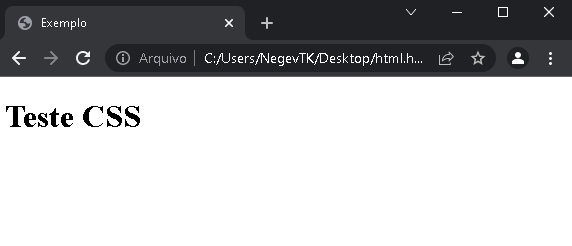 Exemplo
Arquivo C:/Users/NegevTK/Desktop/html.h...
Teste CSS